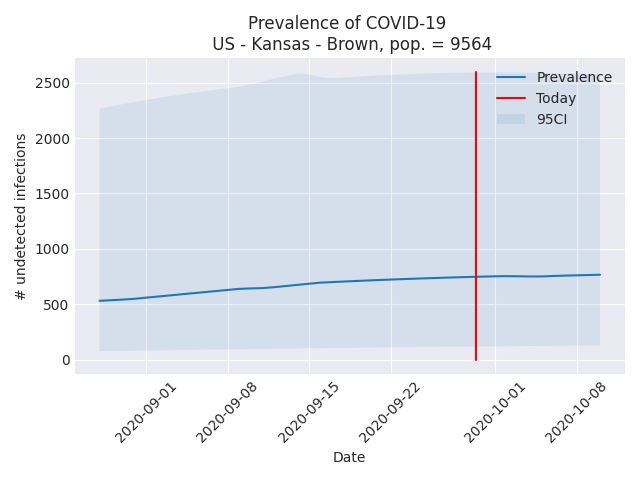 Prevalence of COVID-19
US - Kansas - Brown, pop. = 9564
Prevalence
Today
95CI
2500
2000
1500
1000
500
0
# undetected infections
2020-09-01
2020-09-08
2020-09-15
2020-09-22
2020-10-01
2020-10-08
Date